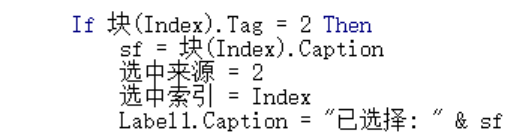 If 块(Index).Tag = 2 Then
sf = 块(Index).Caption
选中来源 = 2
选中索引 = Index
Label1.Caption = "已选择: " & sf